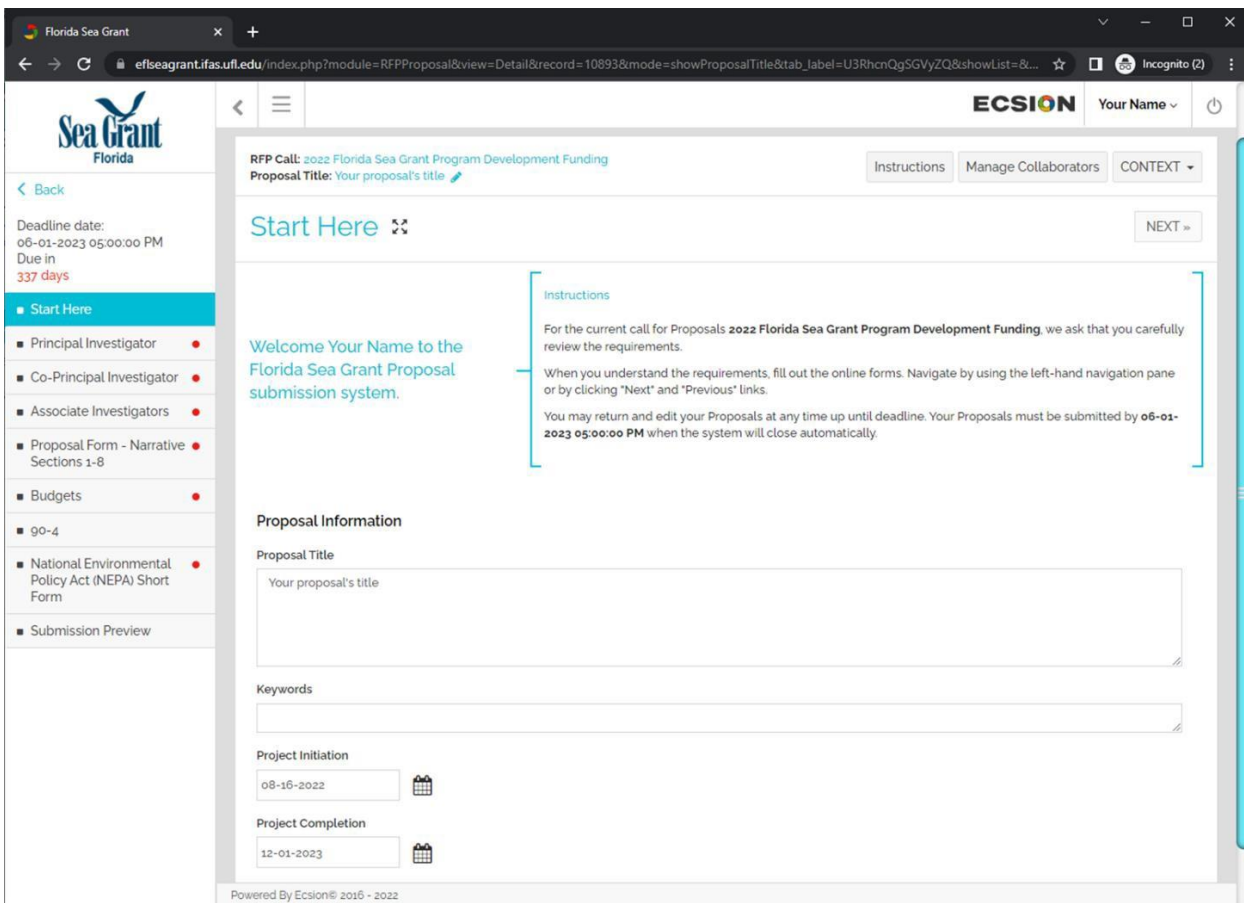 Florida Sea Grant
eflseagrant.ifas.ufl.edu/index.php?module=RFPProposal&view=Detail&record=10893&mode=showProposalTitle&tab_label=U3RhcnQgSGVyZQ&showList=&...
Incognito (2)
Sea Grant
Florida
ECSION
Your Name
Back
Deadline date:
06-01-2023 05:00:00 PM
Due in
337 days
Start Here
Principal Investigator
Co-Principal Investigator
Associate Investigators
Proposal Form - Narrative
Sections 1-8
Budgets
90-4
National Environmental
Policy Act (NEPA) Short
Form
Submission Preview
RFP Call: 2022 Florida Sea Grant Program Development Funding
Proposal Title: Your proposal's title
Instructions
Manage Collaborators
CONTEXT
Start Here
NEXT »
Welcome Your Name to the
Florida Sea Grant Proposal
submission system.
Instructions
For the current call for Proposals 2022 Florida Sea Grant Program Development Funding, we ask that you carefully
review the requirements.
When you understand the requirements, fill out the online forms. Navigate by using the left-hand navigation pane
or by clicking "Next" and "Previous" links.
You may return and edit your Proposals at any time up until deadline. Your Proposals must be submitted by 06-01-
2023 05:00:00 PM when the system will close automatically.
Proposal Information
Proposal Title
Your proposal's title
Keywords
Project Initiation
08-16-2022
Project Completion
12-01-2023
Powered By Ecsion© 2016 - 2022